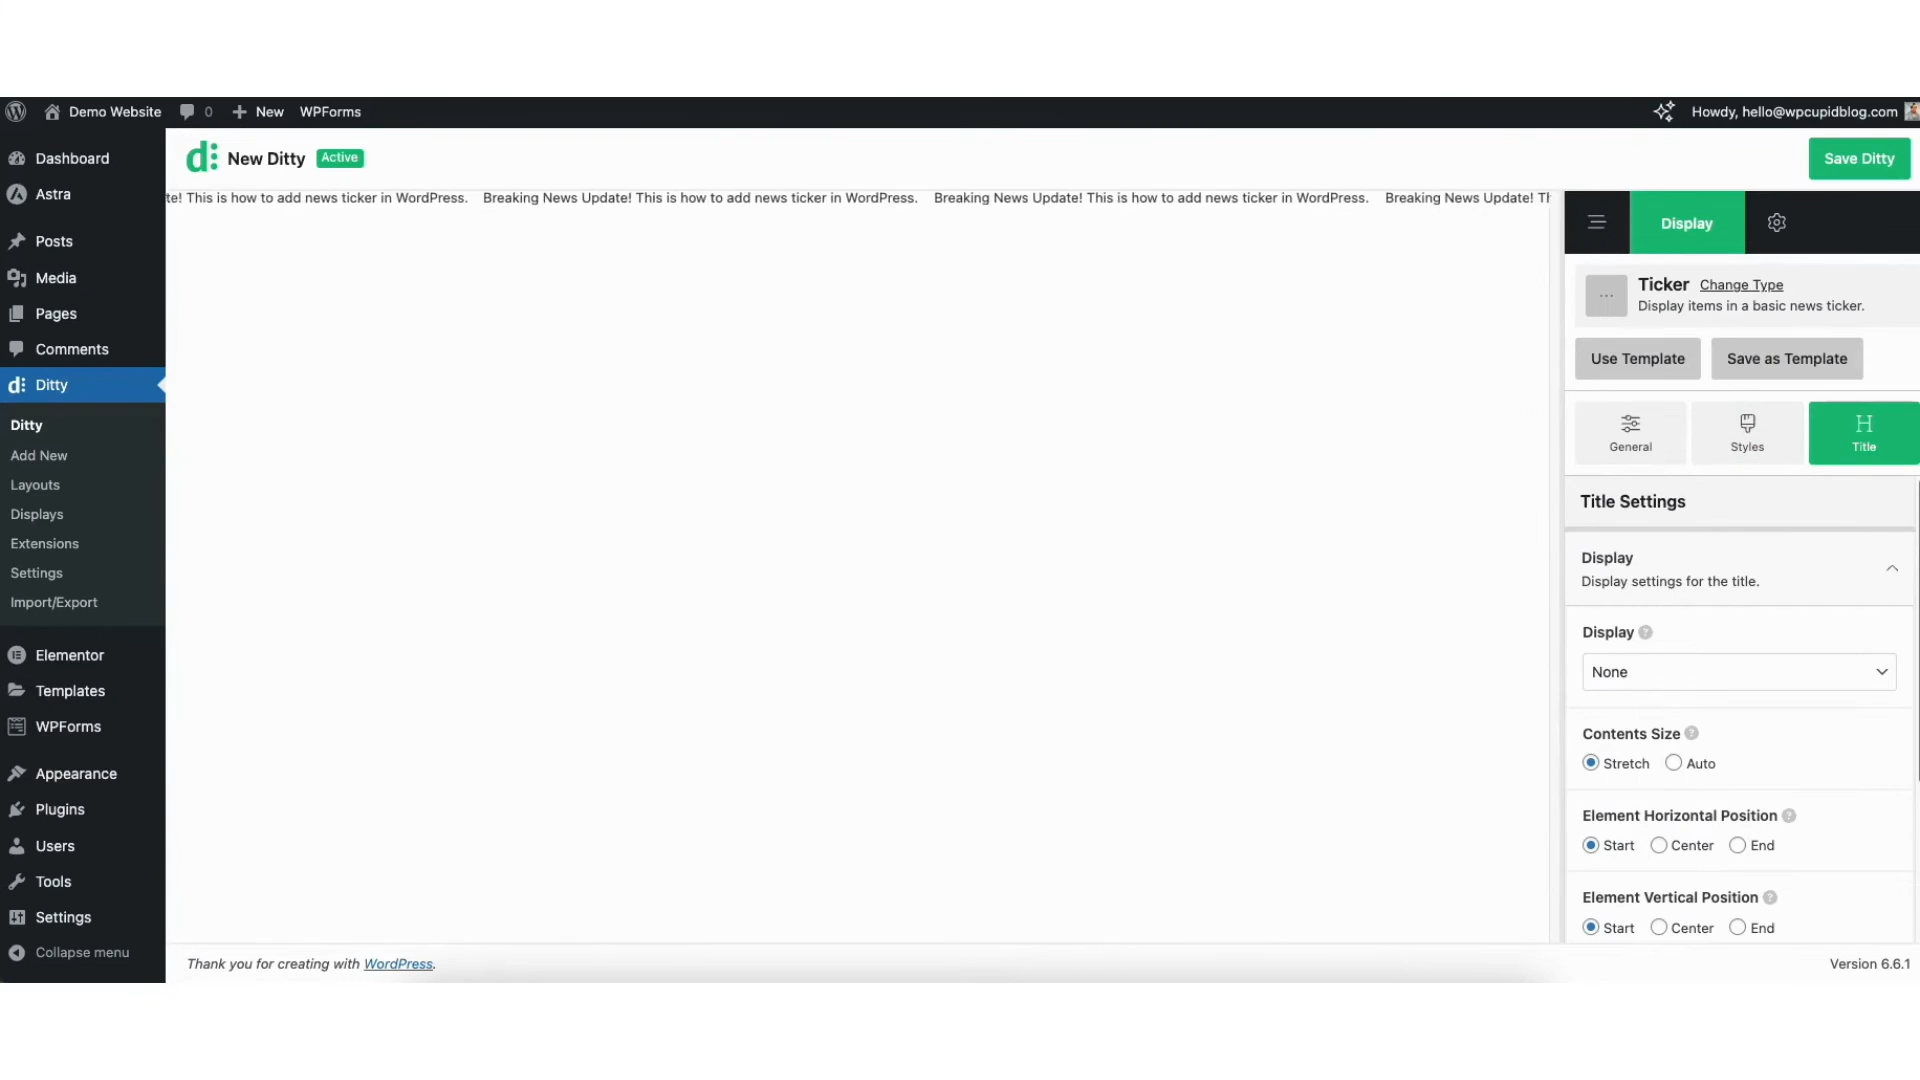 Demo Website
0
New
WPForms
Howdy, hello@wpcupidblog.com
Dashboard
Astra
Posts
Media
Pages
Comments
Ditty
Ditty
Add New
Layouts
Displays
Extensions
Settings
Import/Export
Elementor
Templates
WPForms
Appearance
Plugins
Users
Tools
Settings
Collapse menu
d: New Ditty Active
Save Ditty
te! This is how to add news ticker in WordPress. Breaking News Update! This is how to add news ticker in WordPress. Breaking News Update! This is how to add news ticker in WordPress. Breaking News Update! Th
Display
Ticker Change Type
Display items in a basic news ticker.
Use Template
Save as Template
General
Styles
H
Title
Title Settings
Display
Display settings for the title.
Display ?
None
Contents Size ?
Stretch Auto
Element Horizontal Position ?
Start Center End
Element Vertical Position ?
Start Center End
Thank you for creating with WordPress.
Version 6.6.1